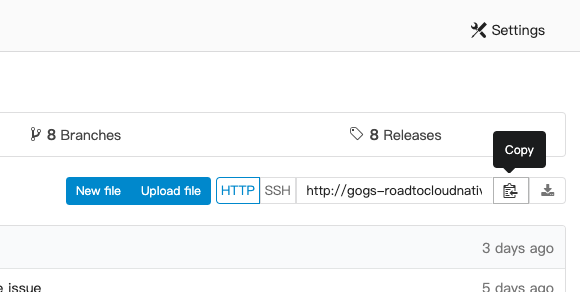 Settings
8 Branches
8 Releases
Copy
New file Upload file HTTP SSH http://gogs-roadtocloudnativ
3 days ago
issue
5 days ago